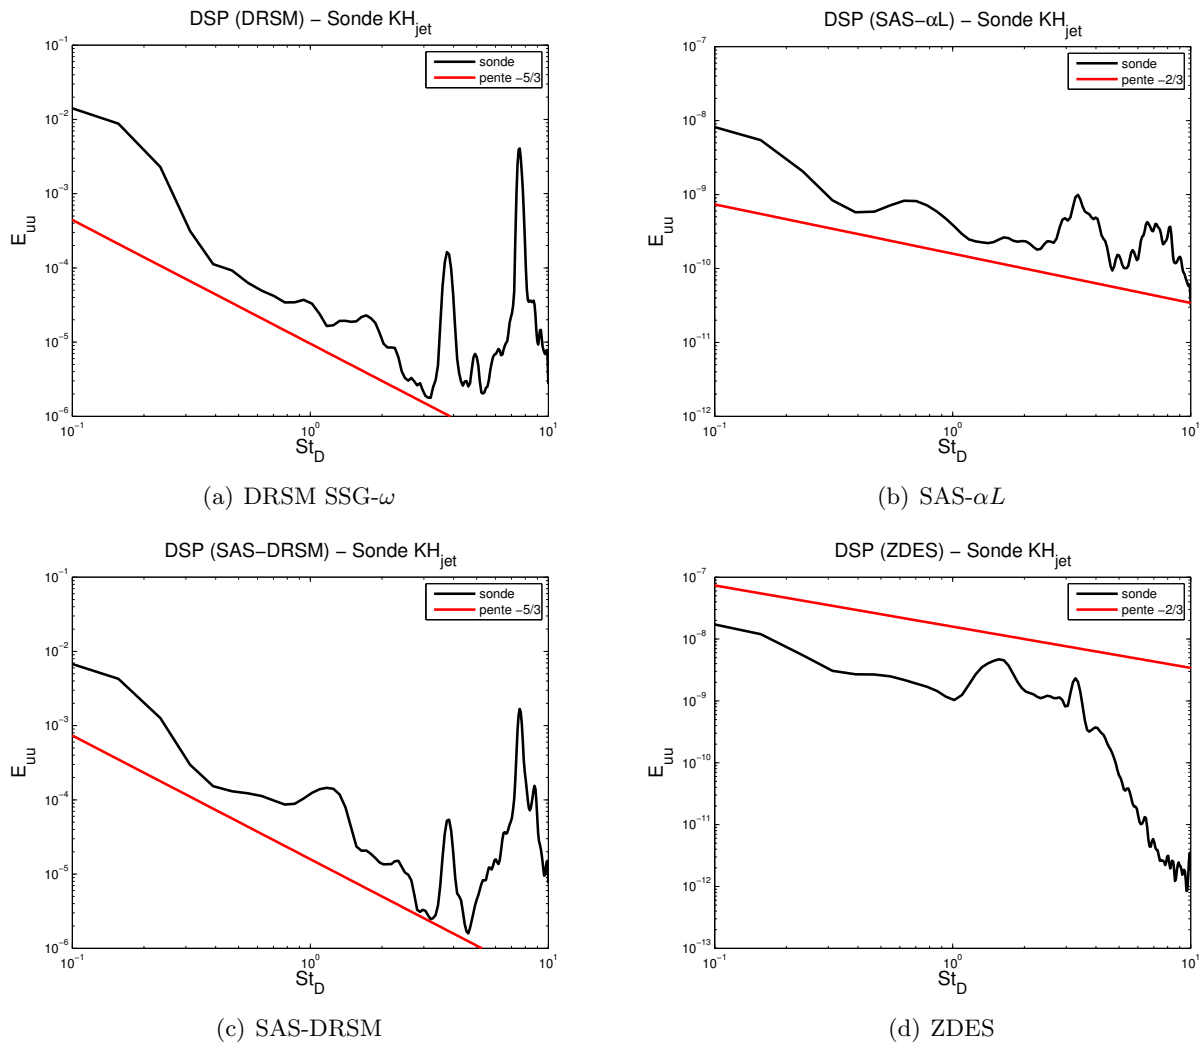 DSP (DRSM) − Sonde KH_jet
sonde
pente −5/3
10^−1
10^−2
10^−3
10^−4
10^−5
10^−6
E_uu
10^−1
10^0
10^1
St_D
(a) DRSM SSG-ω
DSP (SAS−αL) − Sonde KH_jet
sonde
pente −2/3
10^−7
10^−8
10^−9
10^−10
10^−11
10^−12
E_uu
10^−1
10^0
10^1
St_D
(b) SAS-αL
DSP (SAS−DRSM) − Sonde KH_jet
sonde
pente −5/3
10^−1
10^−2
10^−3
10^−4
10^−5
10^−6
E_uu
10^−1
10^0
10^1
St_D
(c) SAS-DRSM
DSP (ZDES) − Sonde KH_jet
sonde
pente −2/3
10^−7
10^−8
10^−9
10^−10
10^−11
10^−12
10^−13
E_uu
10^−1
10^0
10^1
St_D
(d) ZDES